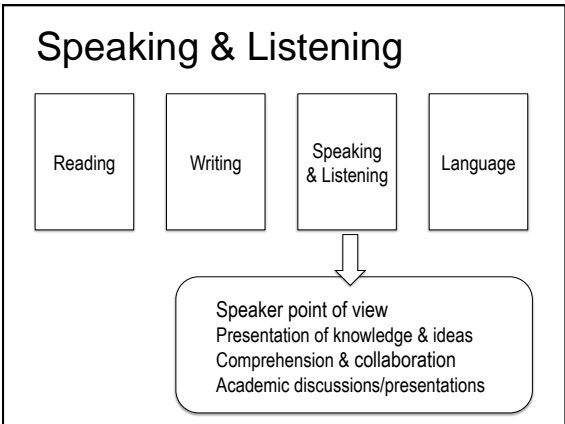 Speaking & Listening
Reading
Writing
Speaking
& Listening
Language
Speaker point of view
Presentation of knowledge & ideas
Comprehension & collaboration
Academic discussions/presentations